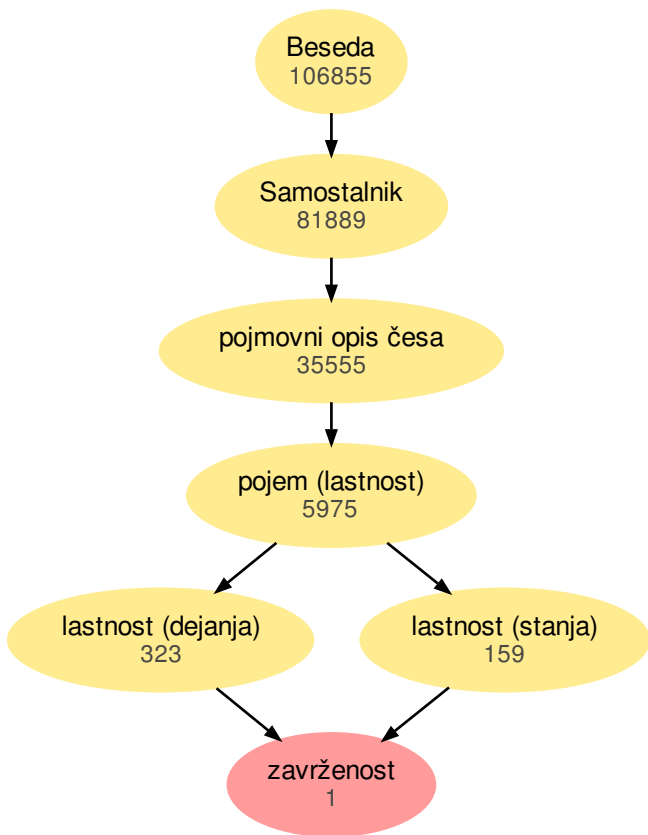 Beseda
106855
Samostalnik
81889
pojmovni opis česa
35555
pojem (lastnost)
5975
lastnost (dejanja)
323
lastnost (stanja)
159
zavrženost
1